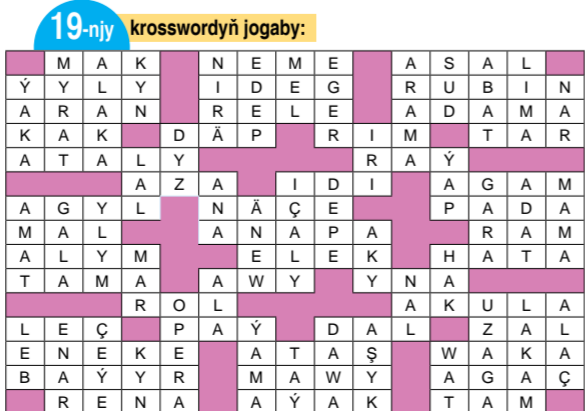 19-njy krosswordyň jogaby:
M A K N E M E A S A L
Ý Y L Y I D E G R U B I N
A R A N R E L E A D A M A
K A K D Ä P R I M T A R
A T A L Y R A Ý
A Z A I D I A G A M
A G Y L N Ä Ç E P A D A
M A L A N A P A R A M
A L Y M E L E K H A T A
T A M A A W Y Y N A
R O L A K U L A
L E Ç P A Ý D A L Z A L
E N E K E A T A Ş W A K A
B A Ý Y R M A W Y A G A Ç
R E N A A Ý A K T A M